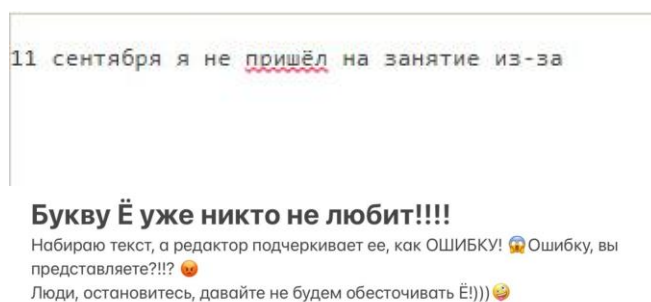 11 сентября я не пришёл на занятие из-за
Букву Ё уже никто не любит!!!!
Набираю текст, а редактор подчеркивает ее, как ОШИБКУ! 😱Ошибку, вы
представляете?!!? 😡
Люди, остановитесь, давайте не будем обесточивать Ё!)))🤪